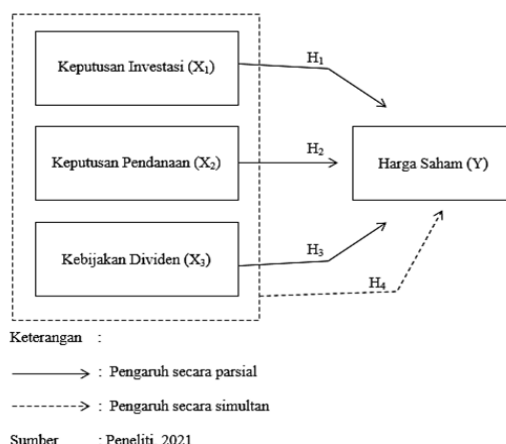 Keputusan Investasi (X₁)
H₁
Keputusan Pendanaan (X₂)
H₂
Harga Saham (Y)
Kebijakan Dividen (X₃)
H₃
H₄
Keterangan :
: Pengaruh secara parsial
: Pengaruh secara simultan
Sumber : Peneliti, 2021